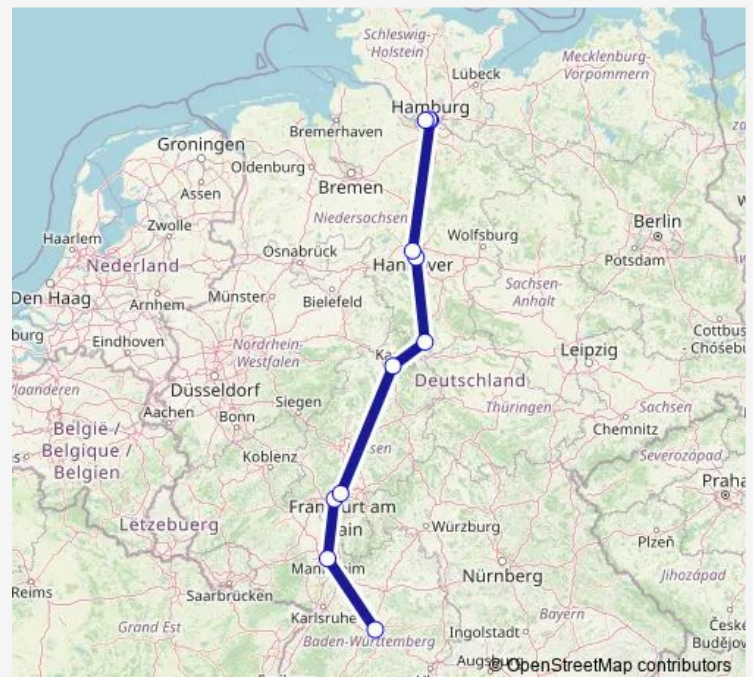 Schleswig-
Holstein
Mecklenburg-
Vorpommern
Lübeck
Hamburg
Bremerhaven
Groningen
Oldenburg
Assen
Bremen
Niedersachsen
Zwolle
Berlin
Wolfsburg
Haarlem
Osnabrück
Potsdam
Nederland
Sachsen-
Anhalt
Den Haag
Arnhem
Münster
Bielefeld
burg
Eindhoven
Nordrhein-
Westfalen
Cottbus
- Chóśebu
Leipzig
Düsseldorf
Deutschland
Aachen
Siegen
Thüringen
Sachsen
Bonn
België /
Belgique /
Belgien
Chemnitz
Koblenz
Severozápad
Praha
Lëtzebuerg
Würzburg
Plzeň
Nürnberg
Jihozápad
Reims
Saarbrücken
Karlsruhe
Grand Est
Baden-Württemberg
Ingolstadt
Bayern
České
Budějov
© OpenStreetMap contributors